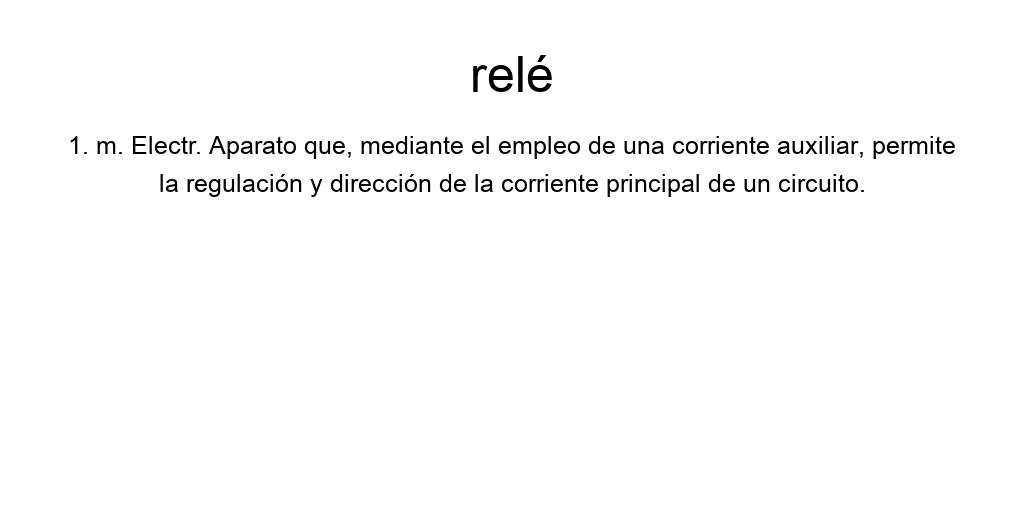 relé
1. m. Electr. Aparato que, mediante el empleo de una corriente auxiliar, permite
la regulación y dirección de la corriente principal de un circuito.